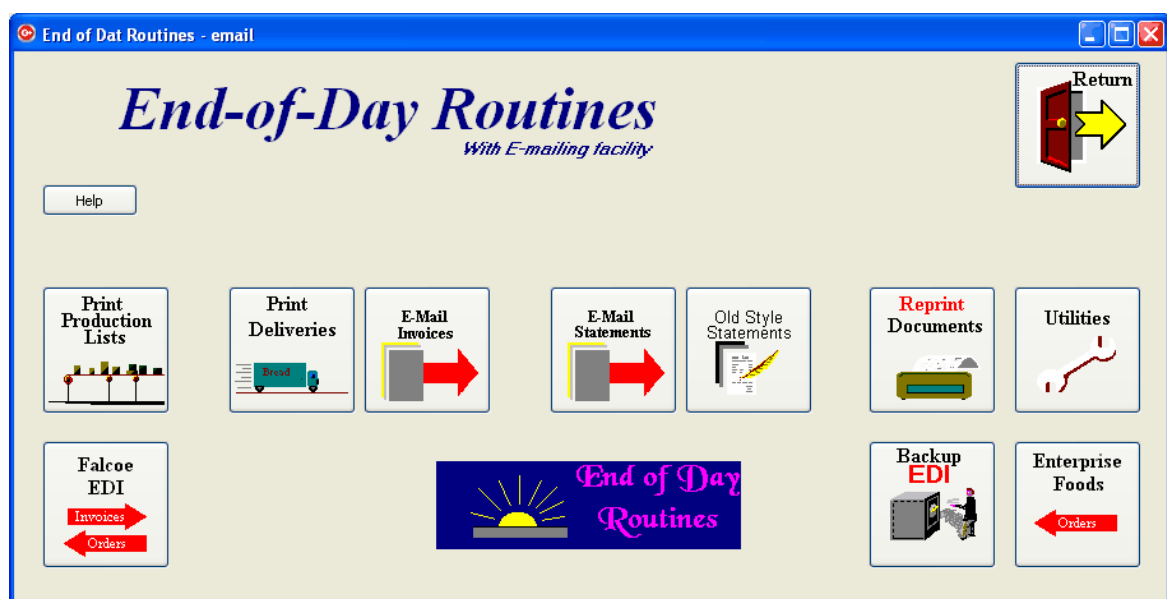 End of Dat Routines - email
End-of-Day Routines
With E-mailing facility
Return
Help
Print
Production
Lists
Print
Deliveries
Bread
E-Mail
Invoices
E-Mail
Statements
Old Style
Statements
Reprint
Documents
Utilities
Falcoe
EDI
Invoices
Orders
End of Day
Routines
Backup
EDI
Enterprise
Foods
Orders